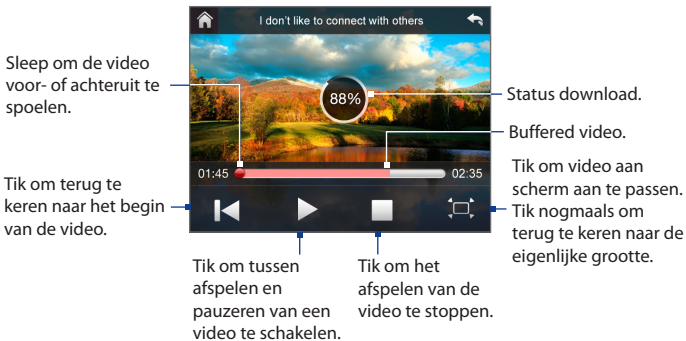 I don't like to connect with others
Sleep om de video
voor- of achteruit te
spoelen.
88%
Status download.
Buffered video.
01:45
02:35
Tik om terug te
keren naar het begin
van de video.
Tik om video aan
scherm aan te passen.
Tik nogmaals om
terug te keren naar de
eigenlijke grootte.
Tik om tussen
afspelen en
pauzeren van een
video te schakelen.
Tik om het
afspelen van de
video te stoppen.